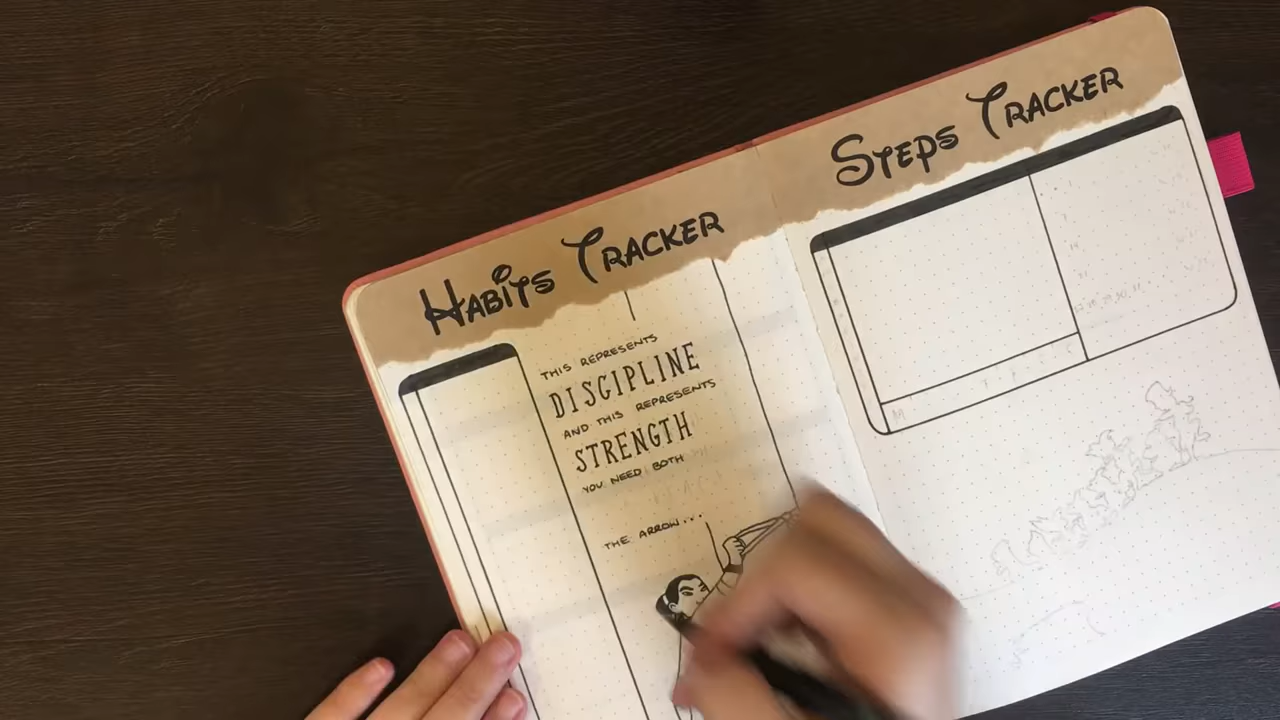 HABITS TRACKER
THIS REPRESENTS
DISCIPLINE
AND THIS REPRESENTS
STRENGTH
YOU NEED BOTH
THE ARROW...
STEPS TRACKER